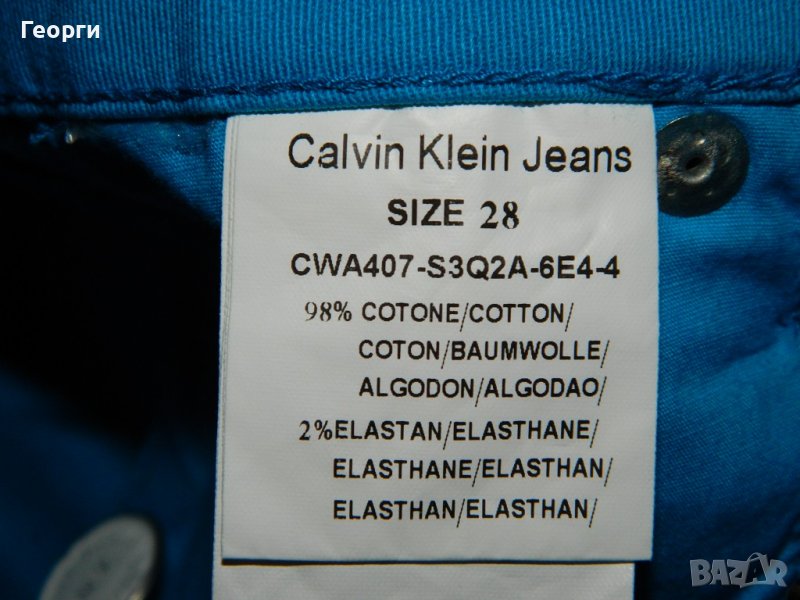 Георги
Calvin Klein Jeans
SIZE 28
CWA407-S3Q2A-6E4-4
98% COTONE/COTTON/
COTON/BAUMWOLLE/
ALGODON/ALGODAO/
2%ELASTAN/ELASTHANE/
ELASTHANE/ELASTHAN/
ELASTHAN/ELASTHAN/
BAZAR